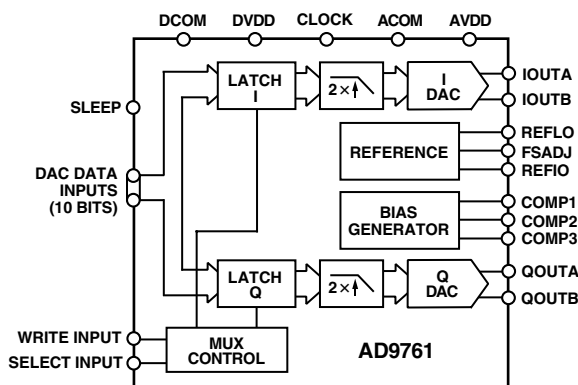 DCOM DVDD CLOCK ACOM AVDD
SLEEP
DAC DATA
INPUTS
(10 BITS)
WRITE INPUT
SELECT INPUT
LATCH
I
2×
I
DAC
IOUTA
IOUTB
REFERENCE
REFLO
FSADJ
REFIO
BIAS
GENERATOR
COMP1
COMP2
COMP3
LATCH
Q
2×
Q
DAC
QOUTA
QOUTB
MUX
CONTROL
AD9761